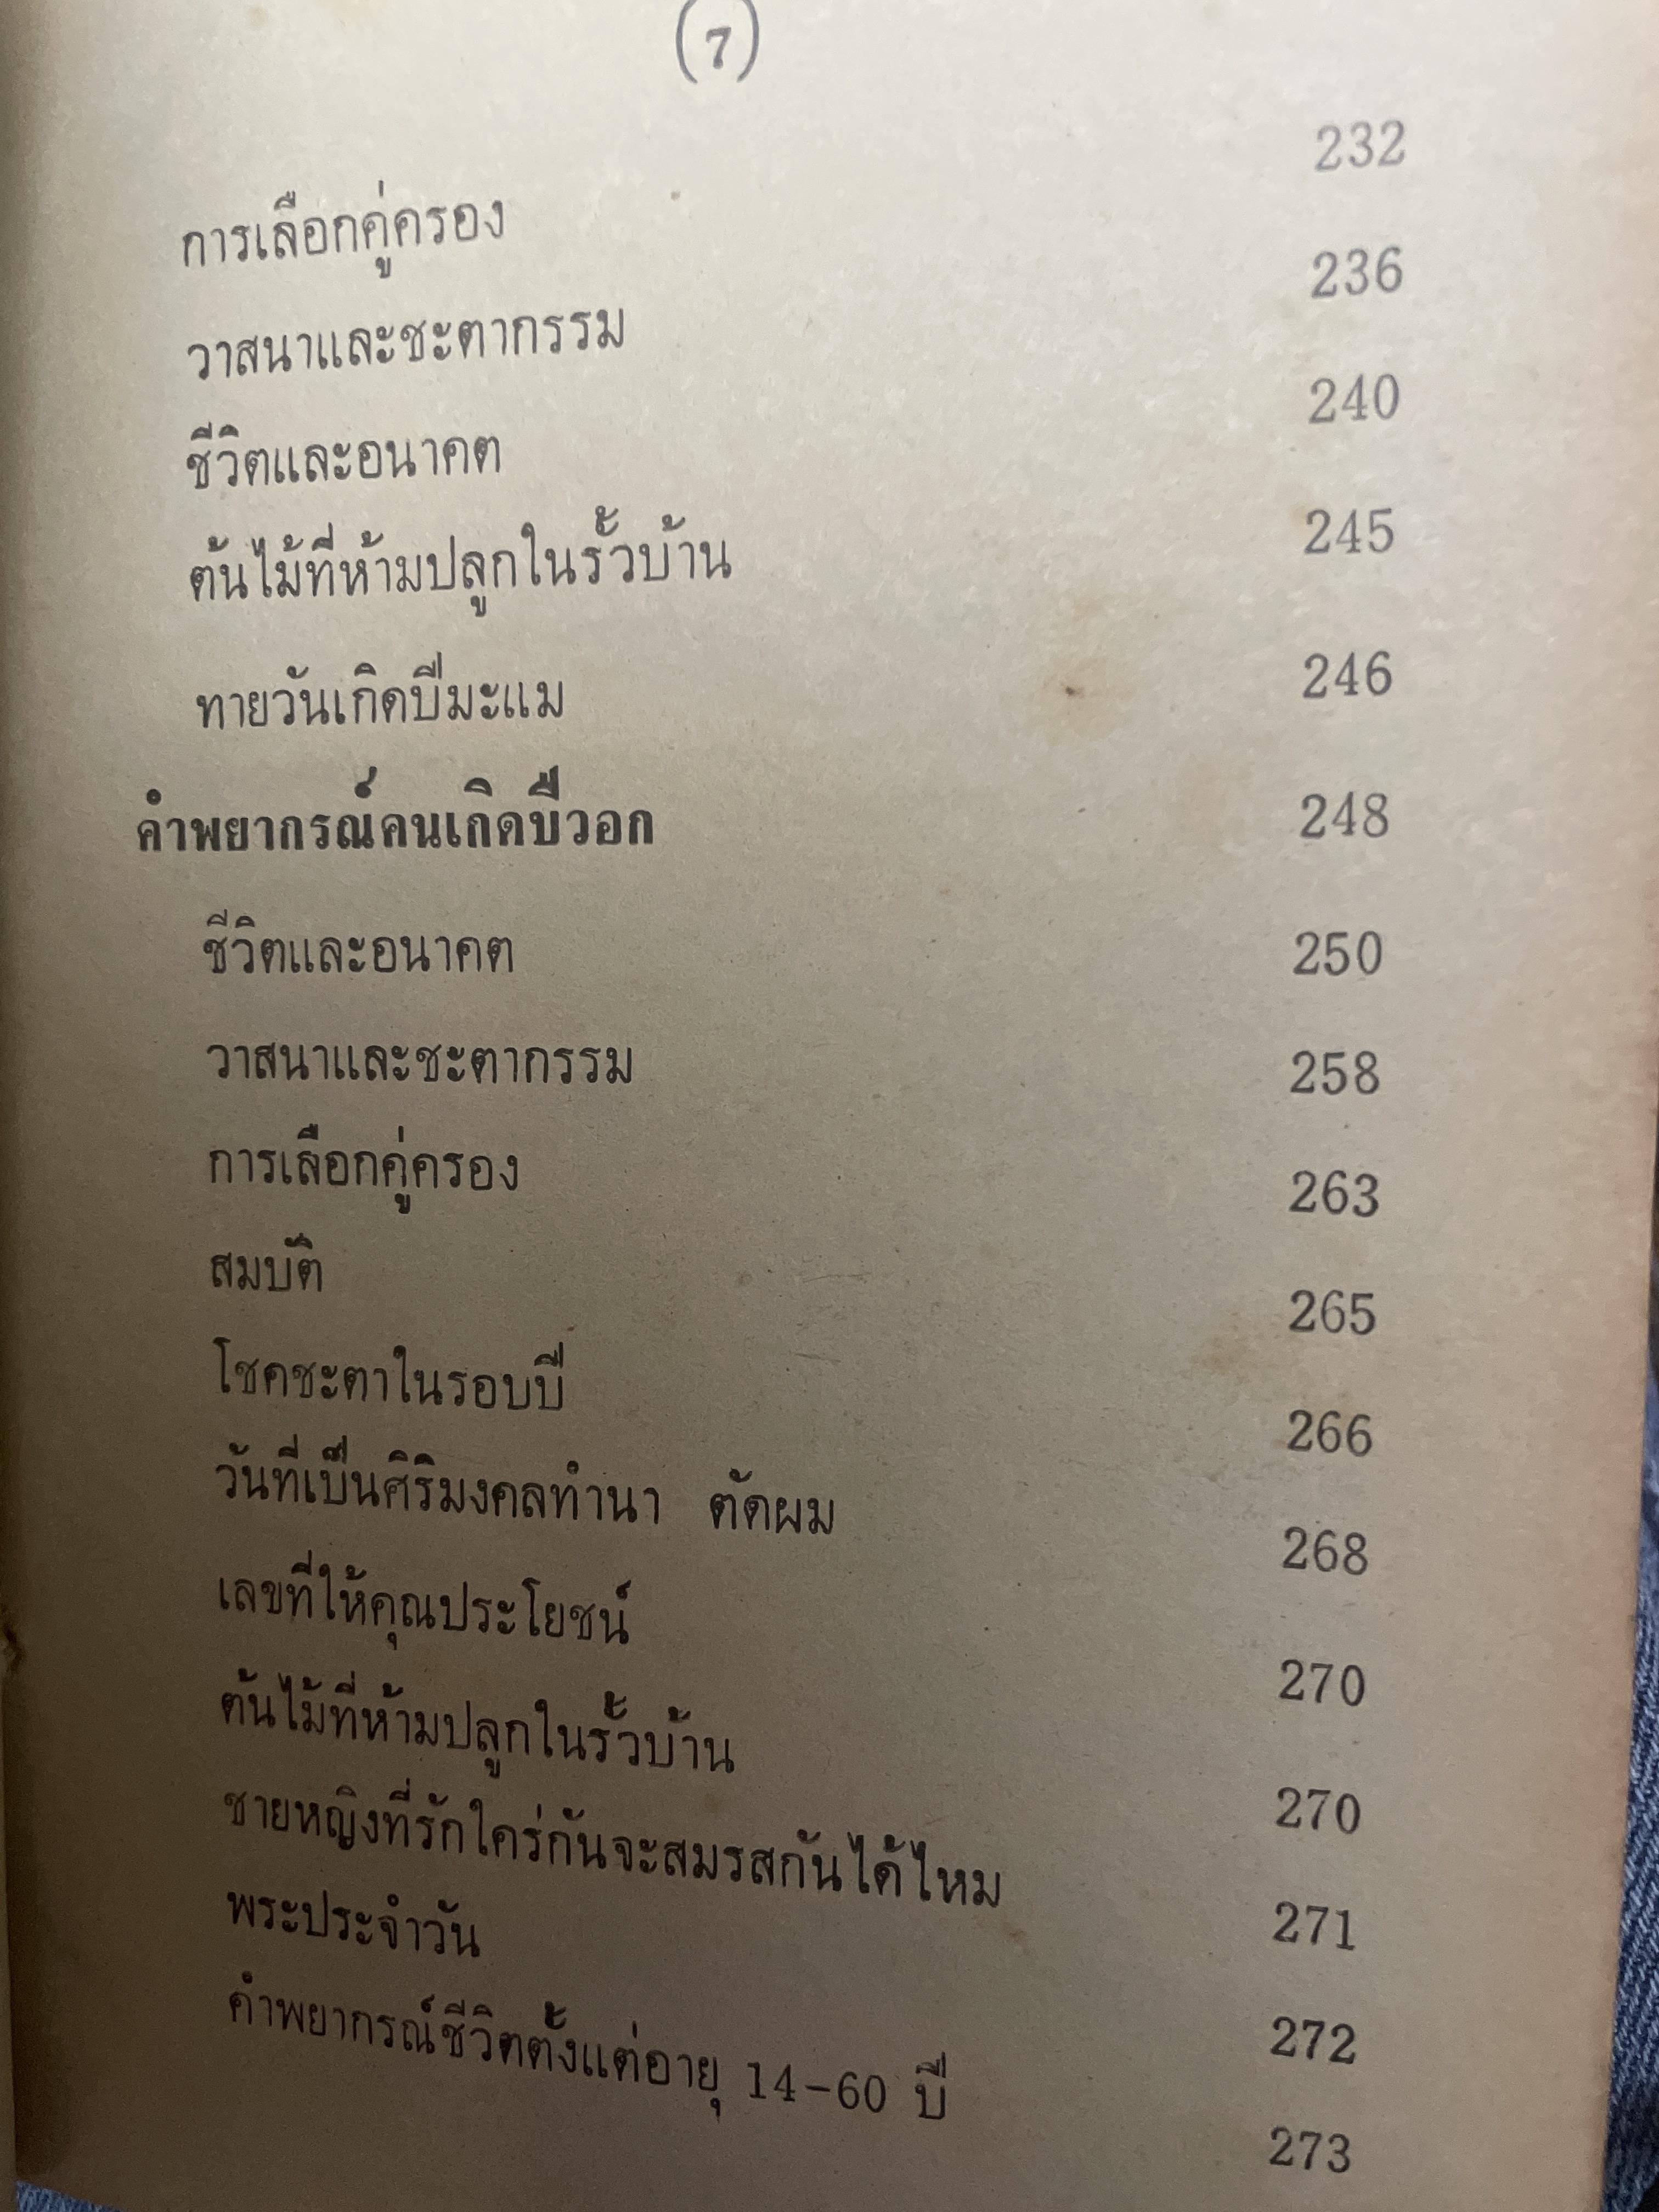 (7)
การเลือกคู่ครอง 232
วาสนาและชะตากรรม 236
ชีวิตและอนาคต 240
ต้นไม้ที่ห้ามปลูกในรั้วบ้าน 245
ทายวันเกิดปีมะแม 246
คำพยากรณ์คนเกิดปีวอก 248
ชีวิตและอนาคต 250
วาสนาและชะตากรรม 258
การเลือกคู่ครอง 263
สมบัติ 265
โชคชะตาในรอบปี 266
วันที่เป็นศิริมงคลทำนา ตัดผม 268
เลขที่ให้คุณประโยชน์ 270
ต้นไม้ที่ห้ามปลูกในรั้วบ้าน 270
ชายหญิงที่รักใคร่กันจะสมรสกันได้ไหม 271
พระประจำวัน 272
คำพยากรณ์ชีวิตตั้งแต่อายุ 14-60 ปี 273